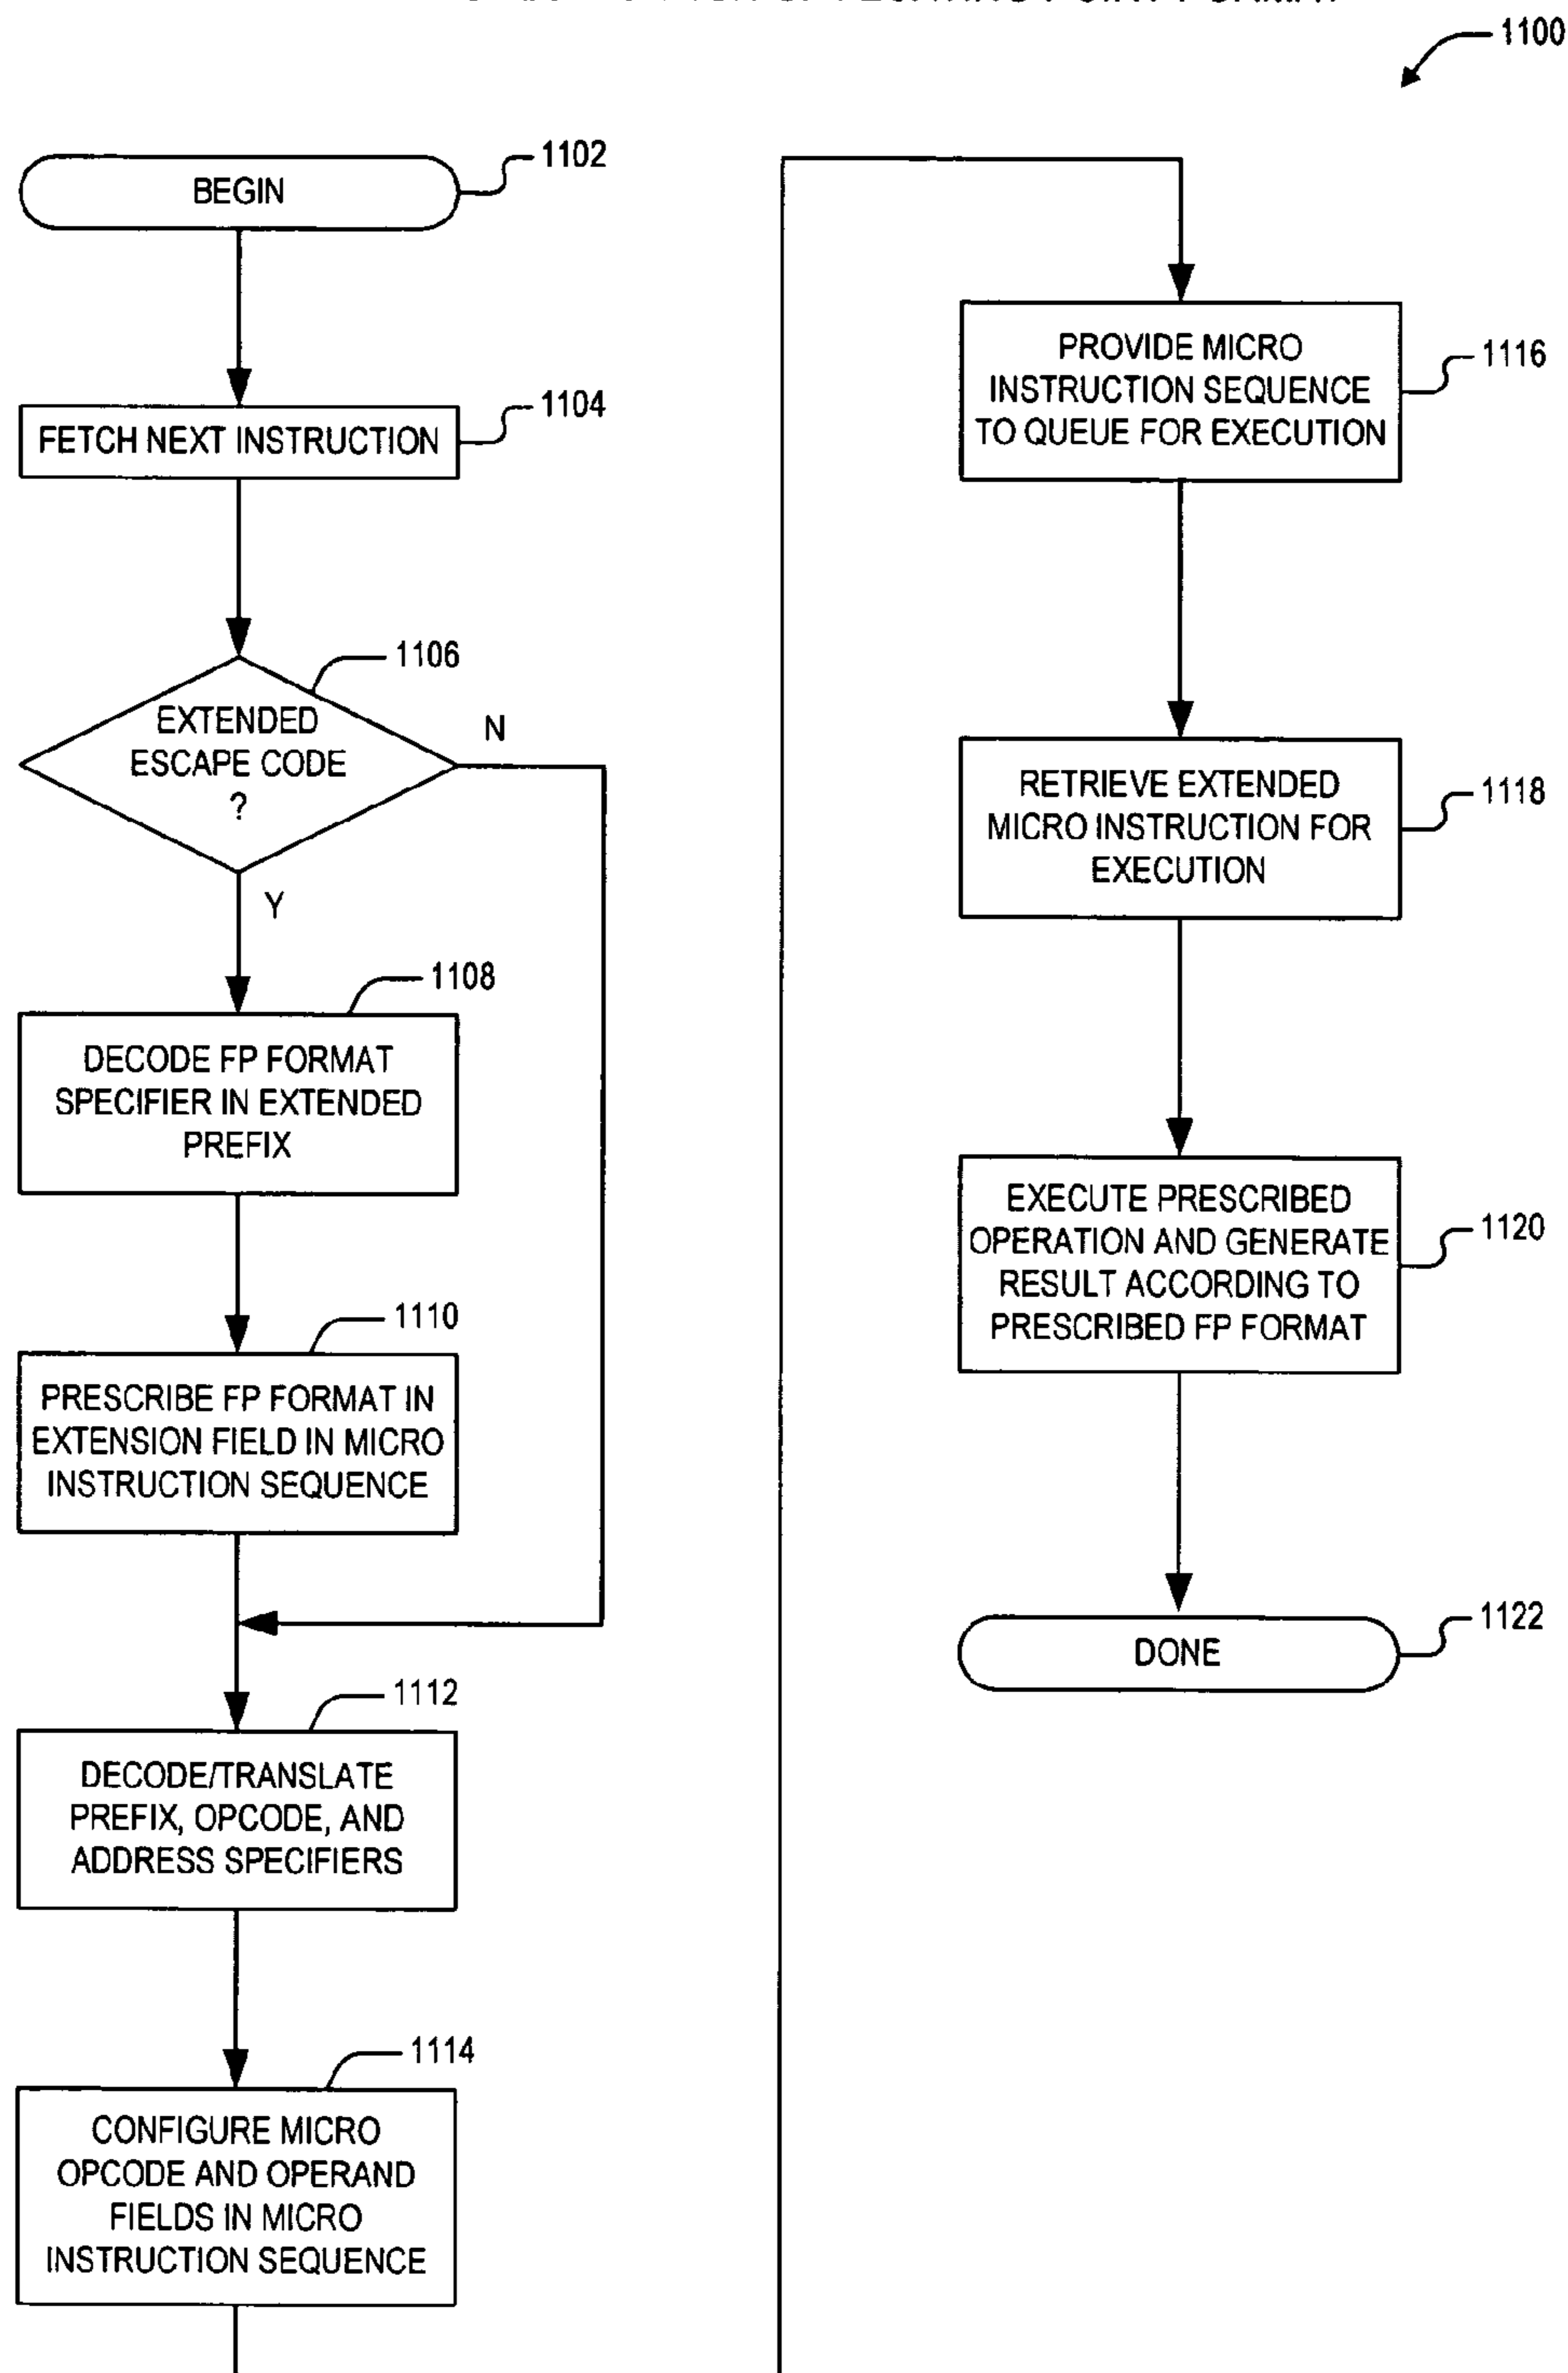 1100
BEGIN
1102
FETCH NEXT INSTRUCTION
1104
1106
EXTENDED
ESCAPE CODE
?
N
Y
1108
DECODE FP FORMAT
SPECIFIER IN EXTENDED
PREFIX
1110
PRESCRIBE FP FORMAT IN
EXTENSION FIELD IN MICRO
INSTRUCTION SEQUENCE
1112
DECODE/TRANSLATE
PREFIX, OPCODE, AND
ADDRESS SPECIFIERS
1114
CONFIGURE MICRO
OPCODE AND OPERAND
FIELDS IN MICRO
INSTRUCTION SEQUENCE
PROVIDE MICRO
INSTRUCTION SEQUENCE
TO QUEUE FOR EXECUTION
1116
RETRIEVE EXTENDED
MICRO INSTRUCTION FOR
EXECUTION
1118
EXECUTE PRESCRIBED
OPERATION AND GENERATE
RESULT ACCORDING TO
PRESCRIBED FP FORMAT
1120
DONE
1122